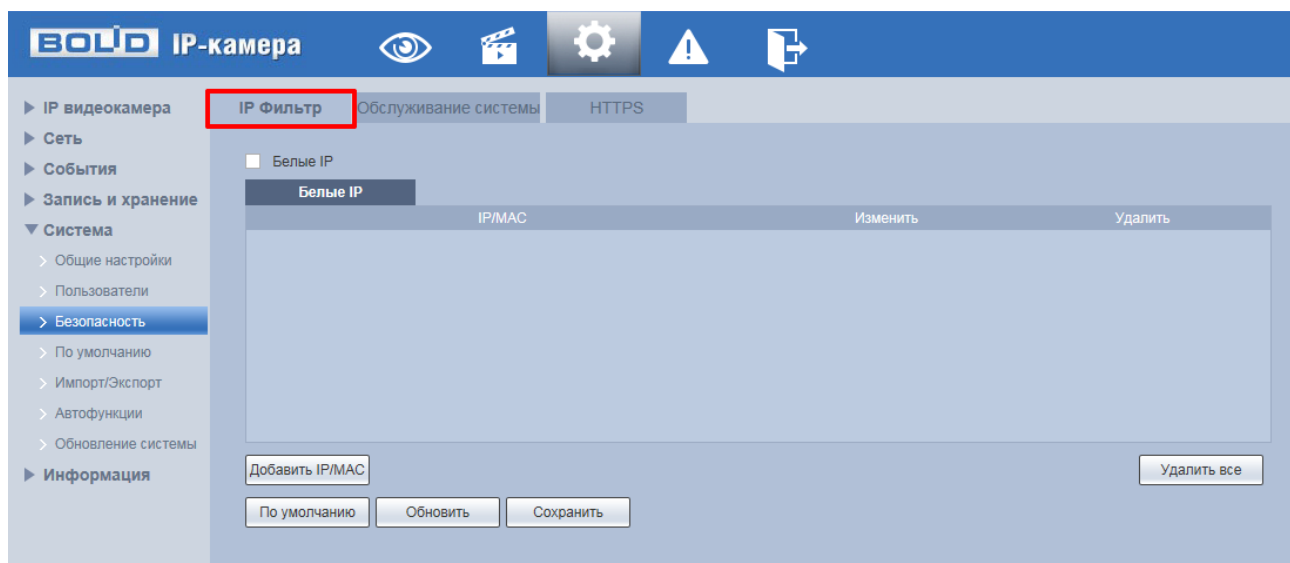 BOLID IP-камера
IP видеокамера
Сеть
События
Запись и хранение
Система
Общие настройки
Пользователи
Безопасность
По умолчанию
Импорт/Экспорт
Автофункции
Обновление системы
Информация
IP Фильтр Обслуживание системы HTTPS
Белые IP
Белые IP
IP/MAC Изменить Удалить
Добавить IP/MAC Удалить все
По умолчанию Обновить Сохранить